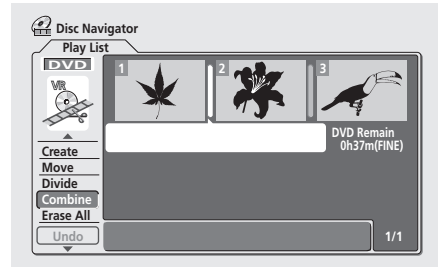 Disc Navigator
Play List
DVD
VR
1
2
3
DVD Remain
0h37m(FINE)
Create
Move
Divide
Combine
Erase All
Undo
1/1